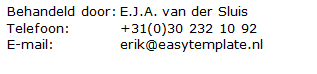 Behandeld door: E.J.A. van der Sluis
Telefoon: +31(0)30 232 10 92
E-mail: erik@easytemplate.nl